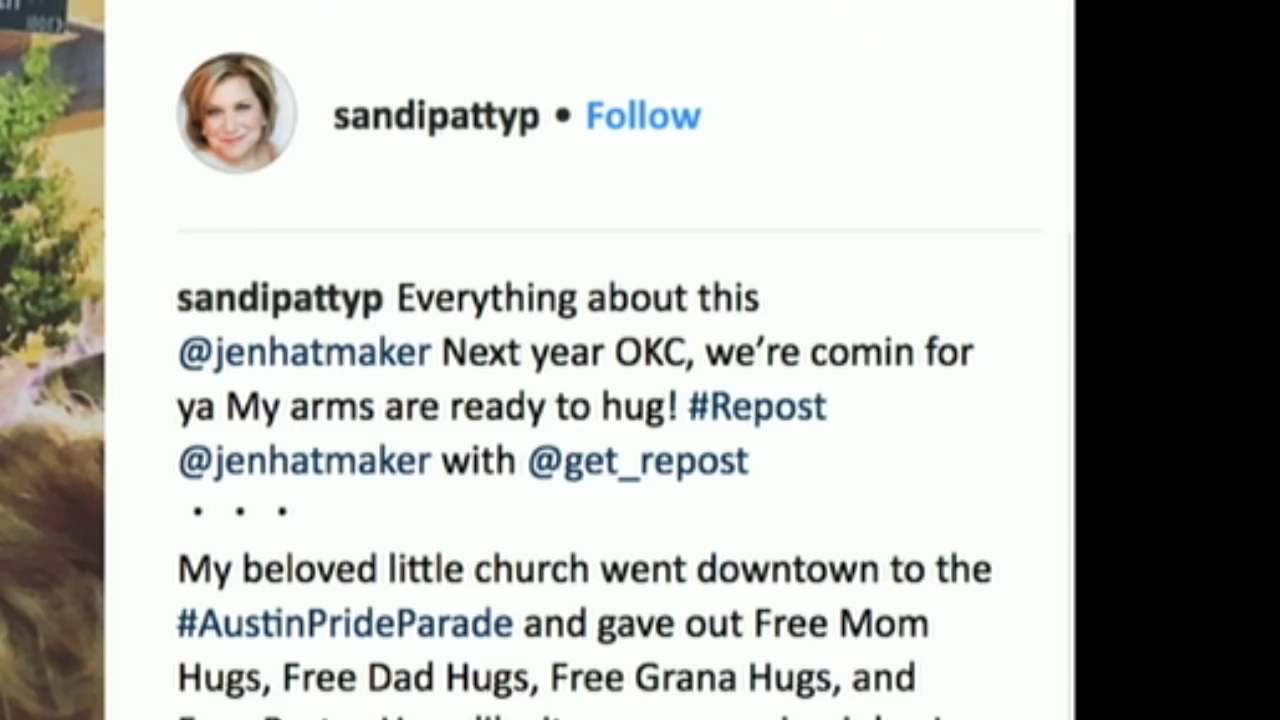 sandipattyp • Follow
sandipattyp Everything about this
@jenhatmaker Next year OKC, we're comin for
ya My arms are ready to hug! #Repost
@jenhatmaker with @get_repost
. . .
My beloved little church went downtown to the
#AustinPrideParade and gave out Free Mom
Hugs, Free Dad Hugs, Free Grana Hugs, and